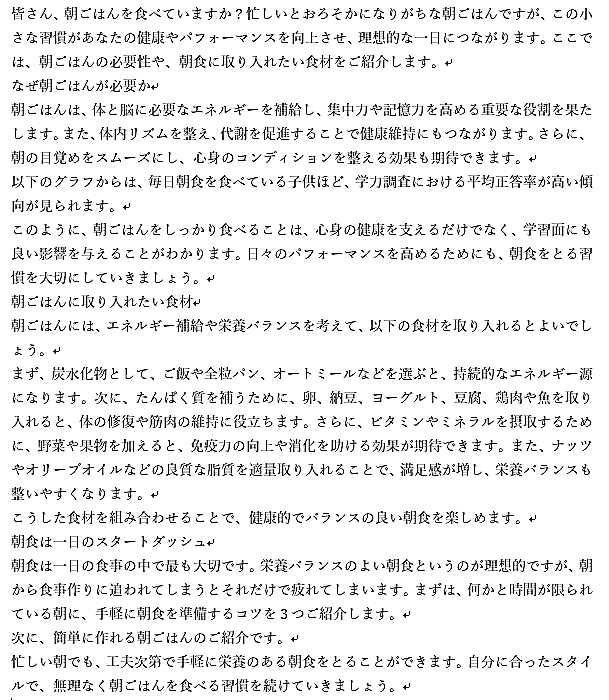 皆さん、朝ごはんを食べていますか？忙しいとおろそかになりがちな朝ごはんですが、この小
さな習慣があなたの健康やパフォーマンスを向上させ、理想的な一日につながります。ここで
は、朝ごはんの必要性や、朝食に取り入れたい食材をご紹介します。↵
なぜ朝ごはんが必要か↵
朝ごはんは、体と脳に必要なエネルギーを補給し、集中力や記憶力を高める重要な役割を果た
します。また、体内リズムを整え、代謝を促進することで健康維持にもつながります。さらに、
朝の目覚めをスムーズにし、心身のコンディションを整える効果も期待できます。↵
以下のグラフからは、毎日朝食を食べている子供ほど、学力調査における平均正答率が高い傾
向が見られます。↵
このように、朝ごはんをしっかり食べることは、心身の健康を支えるだけでなく、学習面にも
良い影響を与えることがわかります。日々のパフォーマンスを高めるためにも、朝食をとる習
慣を大切にしていきましょう。↵
朝ごはんに取り入れたい食材↵
朝ごはんには、エネルギー補給や栄養バランスを考えて、以下の食材を取り入れるとよいでし
ょう。↵
まず、炭水化物として、ご飯や全粒パン、オートミールなどを選ぶと、持続的なエネルギー源
になります。次に、たんぱく質を補うために、卵、納豆、ヨーグルト、豆腐、鶏肉や魚を取り
入れると、体の修復や筋肉の維持に役立ちます。さらに、ビタミンやミネラルを摂取するため
に、野菜や果物を加えると、免疫力の向上や消化を助ける効果が期待できます。また、ナッツ
やオリーブオイルなどの良質な脂質を適量取り入れることで、満足感が増し、栄養バランスも
整いやすくなります。↵
こうした食材を組み合わせることで、健康的でバランスの良い朝食を楽しめます。↵
朝食は一日のスタートダッシュ↵
朝食は一日の食事の中で最も大切です。栄養バランスのよい朝食というのが理想的ですが、朝
から食事作りに追われてしまうとそれだけで疲れてしまいます。まずは、何かと時間が限られ
ている朝に、手軽に朝食を準備するコツを３つご紹介します。↵
次に、簡単に作れる朝ごはんのご紹介です。↵
忙しい朝でも、工夫次第で手軽に栄養のある朝食をとることができます。自分に合ったスタイ
ルで、無理なく朝ごはんを食べる習慣を続けていきましょう。↵